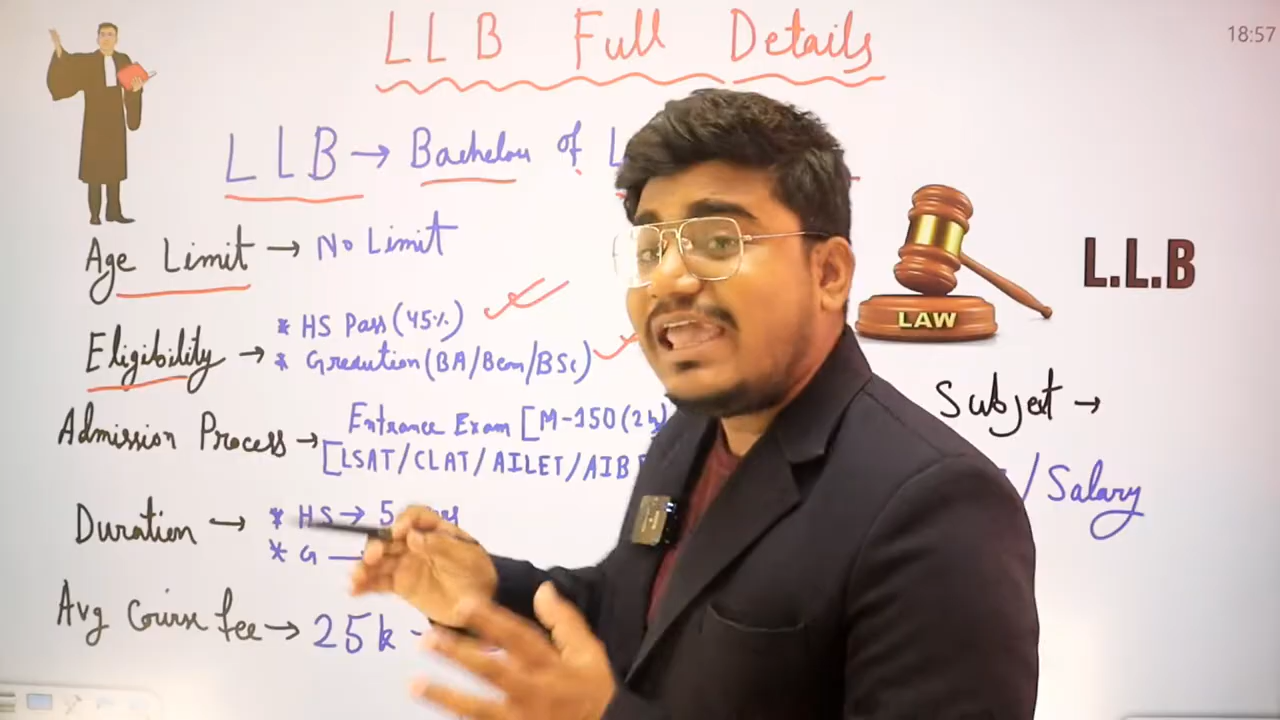 LLB Full Details
18:57
LLB → Bachelor of L
Age Limit → No Limit
L.L.B
LAW
Eligibility → * HS Pass (45%)
* Gredution (BA/Bcom/BSc)
Subject →
Admission Process → Entrance Exam [M-150 (2h)
[LSAT/CLAT/AILET/AIB
/Salary
Duration → * HS → 5
* G
Avg Course fee → 25k -